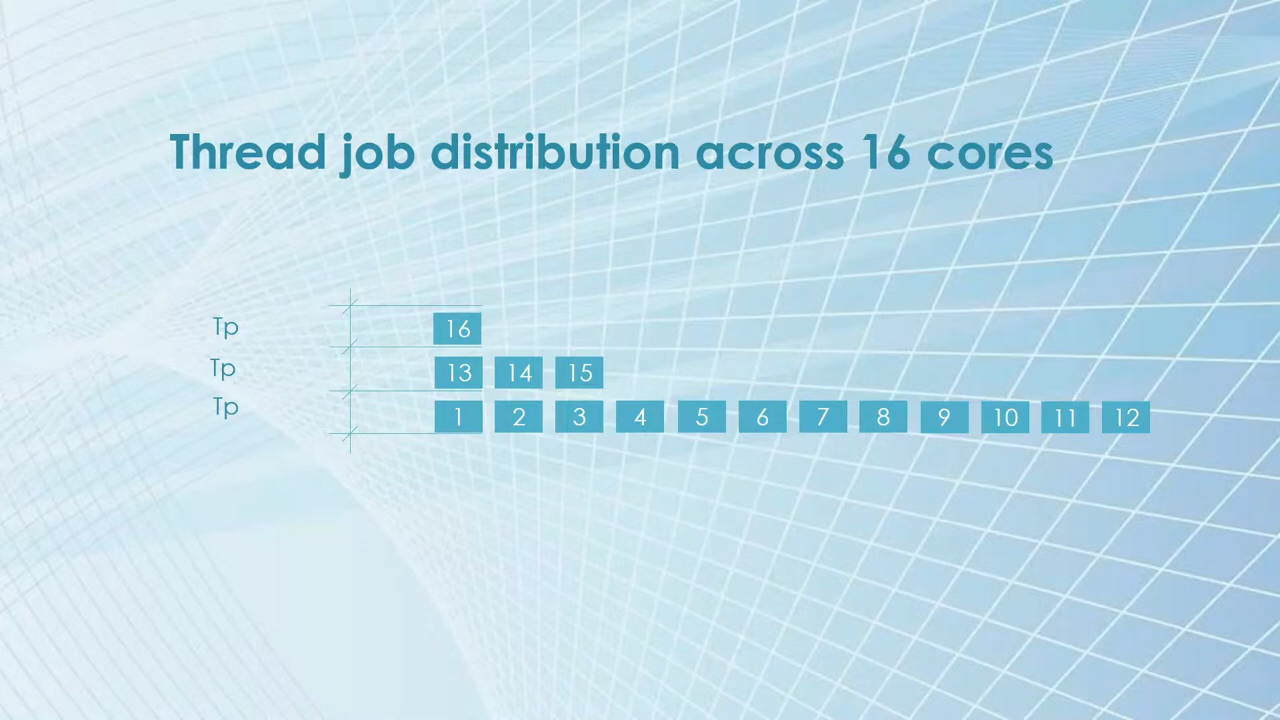 Thread job distribution across 16 cores
Tp 16
Tp 13 14 15
Tp 1 2 3 4 5 6 7 8 9 10 11 12